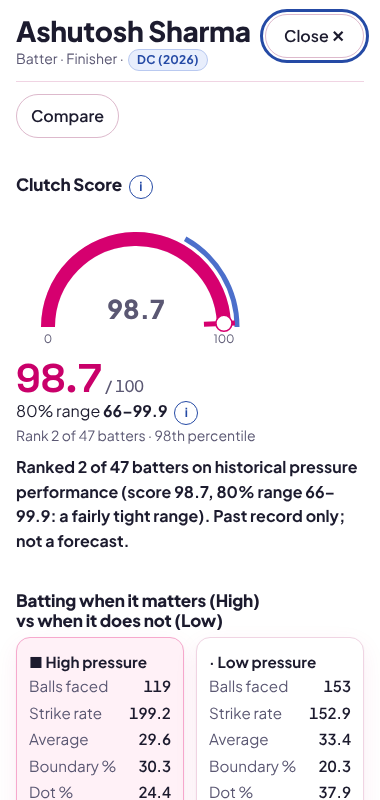 Ashutosh Sharma
Close ✕
Batter · Finisher · DC (2026)
Compare
Clutch Score i
98.7
0 100
98.7 / 100
80% range 66–99.9 i
Rank 2 of 47 batters · 98th percentile
Ranked 2 of 47 batters on historical pressure
performance (score 98.7, 80% range 66–
99.9: a fairly tight range). Past record only;
not a forecast.
Batting when it matters (High)
vs when it does not (Low)
■ High pressure
Balls faced 119
Strike rate 199.2
Average 29.6
Boundary % 30.3
Dot % 24.4
· Low pressure
Balls faced 153
Strike rate 152.9
Average 33.4
Boundary % 20.3
Dot % 37.9